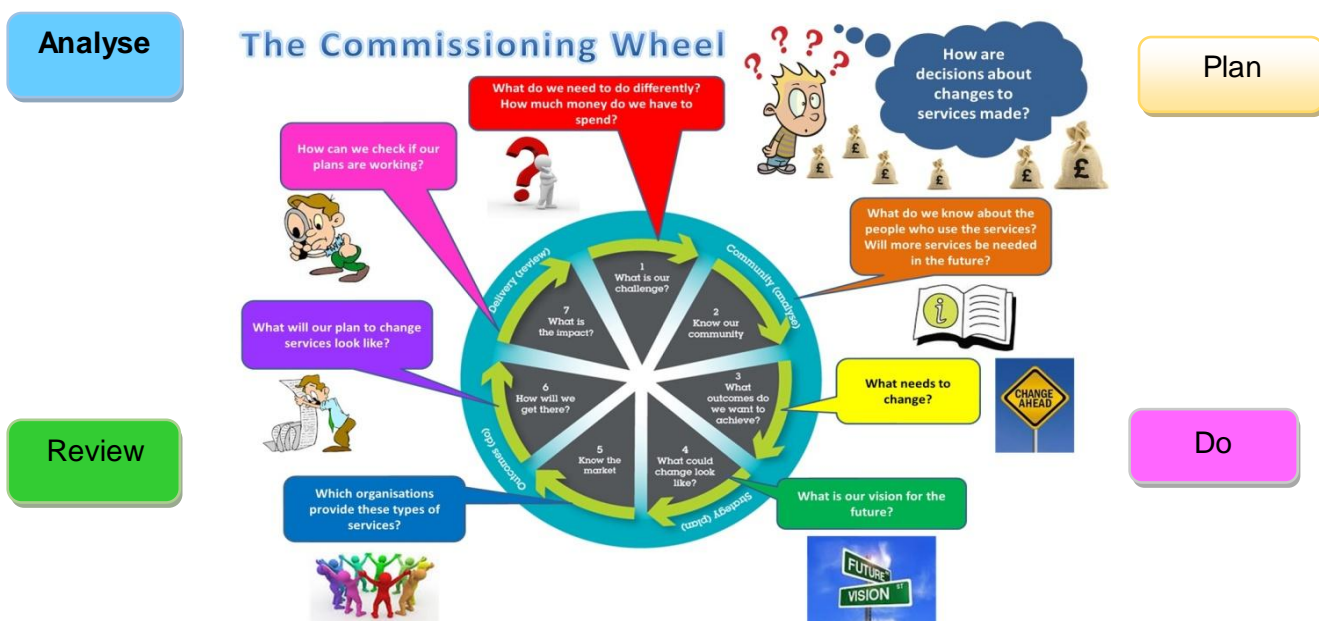 Analyse
The Commissioning Wheel
How are
decisions about
changes to
services made?
Plan
What do we need to do differently?
How much money do we have to
spend?
How can we check if our
plans are working?
£
£
£
£
£
£
What do we know about the
people who use the services?
Will more services be needed
in the future?
Delivery (review)
Community (analyse)
1
What is our
challenge?
2
Know our
community
7
What is
the impact?
What will our plan to change
services look like?
3
What
outcomes do
we want to
achieve?
What needs to
change?
CHANGE
AHEAD
6
How will we
get there?
5
Know the
market
4
What could
change look
like?
Outcomes (do)
Strategy (plan)
Review
Do
Which organisations
provide these types of
services?
What is our vision for the
future?
FUTURE
VISION ST